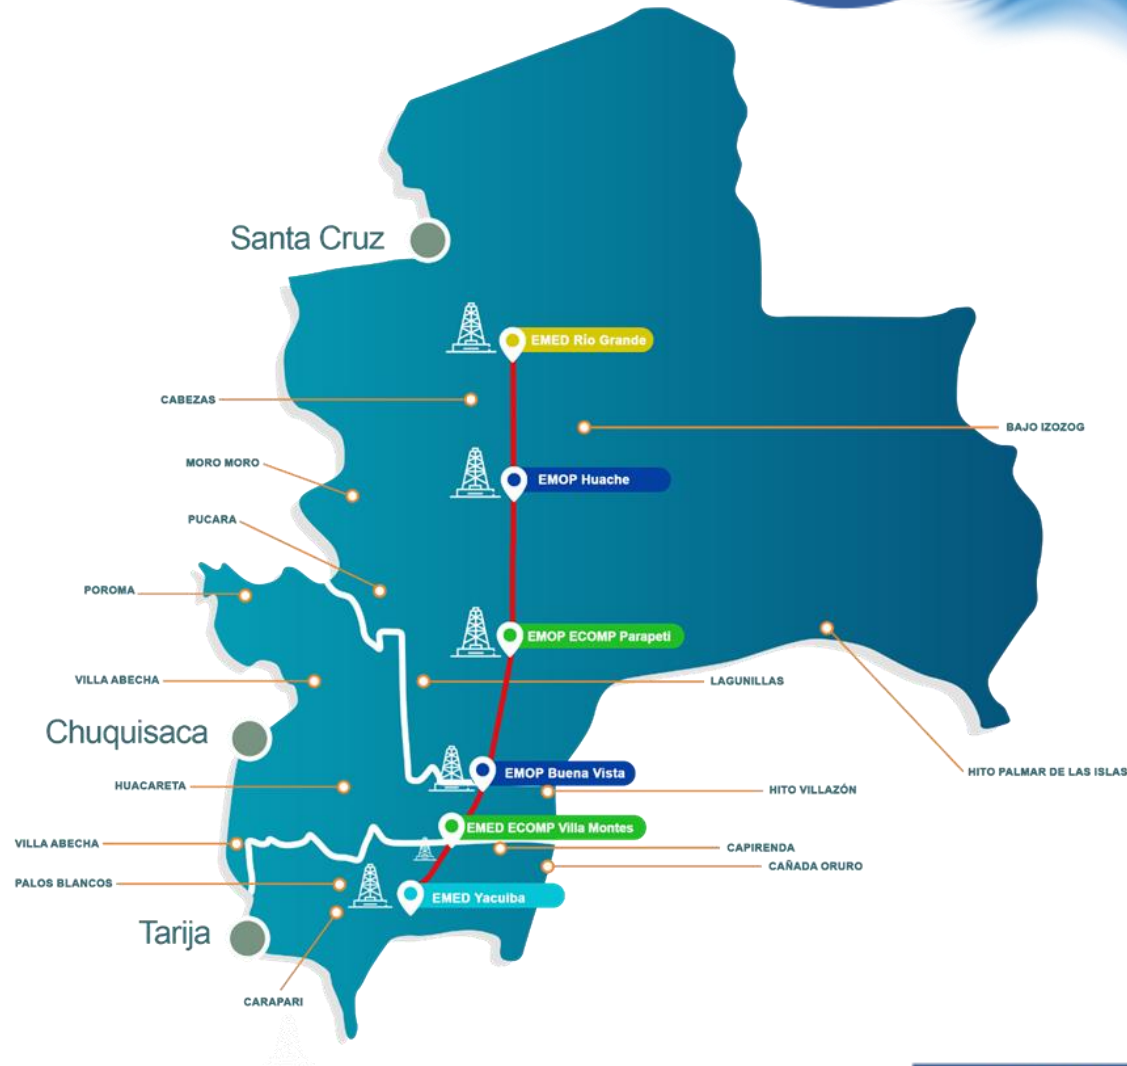 Santa Cruz
EMED Río Grande
CABEZAS
BAJO IZOZOG
MORO MORO
EMOP Huache
PUCARA
POROMA
EMOP ECOMP Parapeti
VILLA ABECHA
LAGUNILLAS
Chuquisaca
EMOP Buena Vista
HITO PALMAR DE LAS ISLAS
HUACARETA
HITO VILLAZÓN
EMED ECOMP Villa Montes
VILLA ABECHA
CAPIRENDA
CAÑADA ORURO
PALOS BLANCOS
EMED Yacuiba
Tarija
CARAPARI